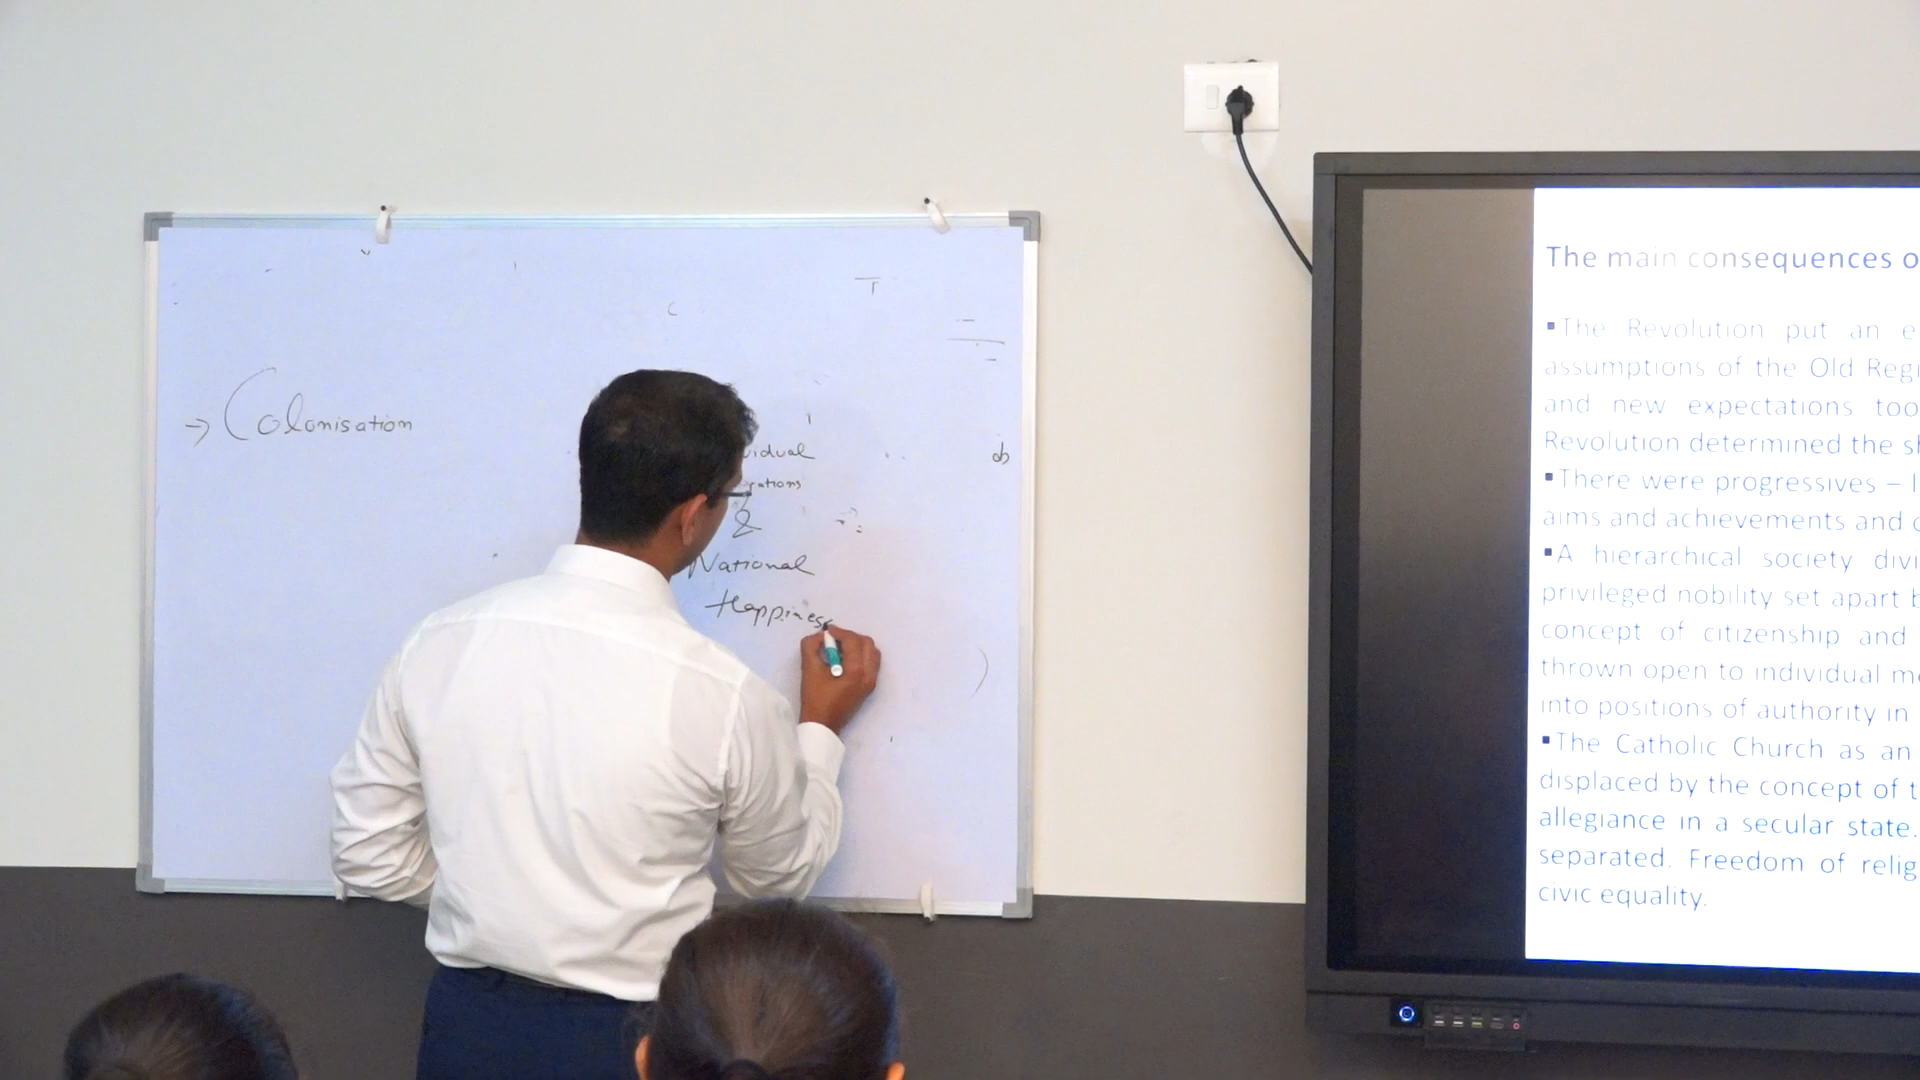 → Colonisation
National
&
Happiness
The main consequences o
▪The Revolution put an e
assumptions of the Old Regi
and new expectations too
Revolution determined the sh
▪There were progressives – l
aims and achievements and c
▪A hierarchical society divi
privileged nobility set apart b
concept of citizenship and
thrown open to individual me
into positions of authority in
▪The Catholic Church as an
displaced by the concept of t
allegiance in a secular state.
separated. Freedom of relig
civic equality.